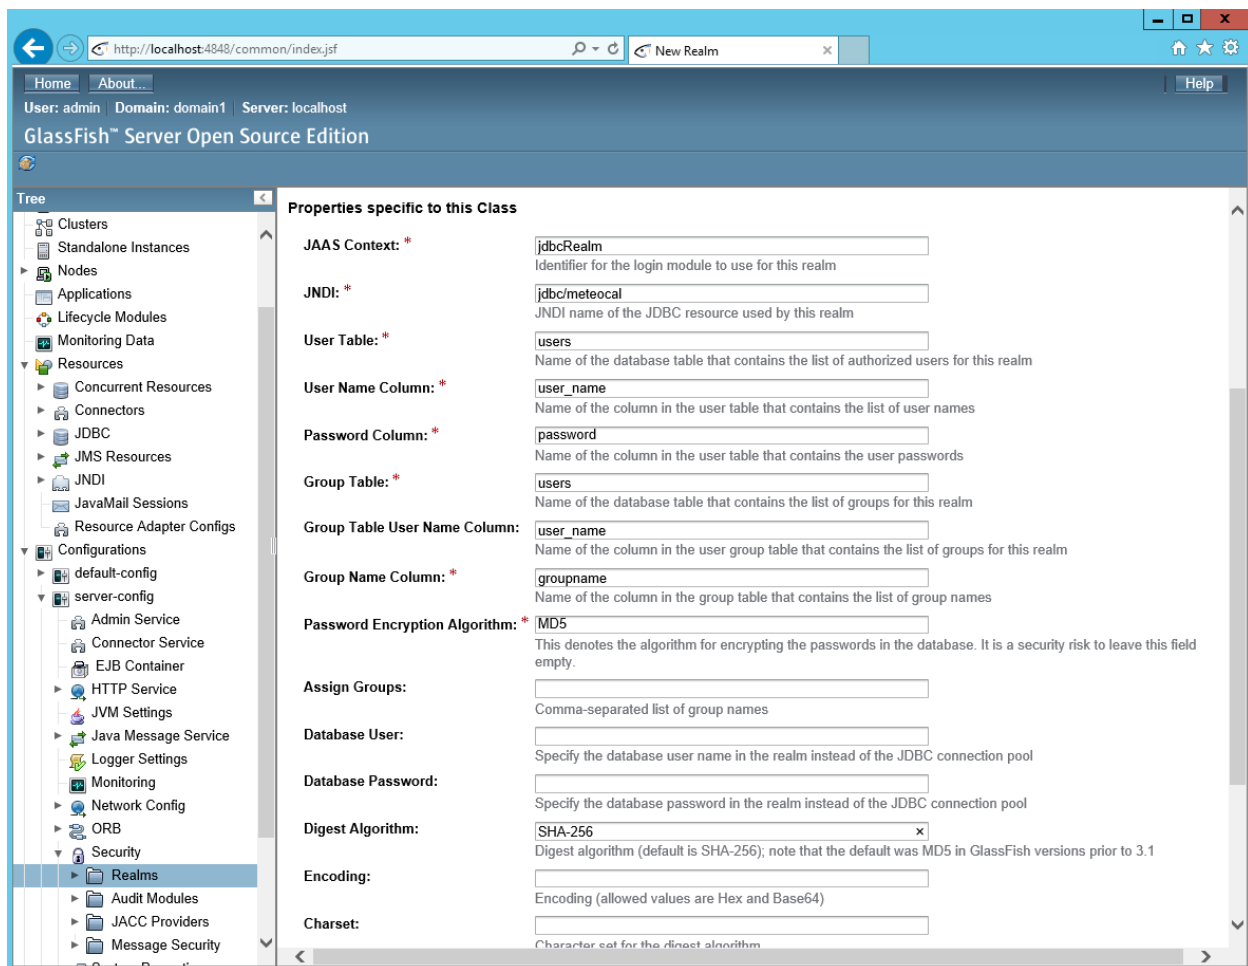 http://localhost:4848/common/index.jsf
New Realm
Home About...
Help
User: admin Domain: domain1 Server: localhost
GlassFish™ Server Open Source Edition
Tree
Clusters
Standalone Instances
Nodes
Applications
Lifecycle Modules
Monitoring Data
Resources
Concurrent Resources
Connectors
JDBC
JMS Resources
JNDI
JavaMail Sessions
Resource Adapter Configs
Configurations
default-config
server-config
Admin Service
Connector Service
EJB Container
HTTP Service
JVM Settings
Java Message Service
Logger Settings
Monitoring
Network Config
ORB
Security
Realms
Audit Modules
JACC Providers
Message Security
Properties specific to this Class
JAAS Context: * jdbcRealm
Identifier for the login module to use for this realm
JNDI: * jdbc/meteocal
JNDI name of the JDBC resource used by this realm
User Table: * users
Name of the database table that contains the list of authorized users for this realm
User Name Column: * user_name
Name of the column in the user table that contains the list of user names
Password Column: * password
Name of the column in the user table that contains the user passwords
Group Table: * users
Name of the database table that contains the list of groups for this realm
Group Table User Name Column: user_name
Name of the column in the user group table that contains the list of groups for this realm
Group Name Column: * groupname
Name of the column in the group table that contains the list of group names
Password Encryption Algorithm: * MD5
This denotes the algorithm for encrypting the passwords in the database. It is a security risk to leave this field
empty.
Assign Groups:
Comma-separated list of group names
Database User:
Specify the database user name in the realm instead of the JDBC connection pool
Database Password:
Specify the database password in the realm instead of the JDBC connection pool
Digest Algorithm: SHA-256
Digest algorithm (default is SHA-256); note that the default was MD5 in GlassFish versions prior to 3.1
Encoding:
Encoding (allowed values are Hex and Base64)
Charset:
Character set for the digest algorithm